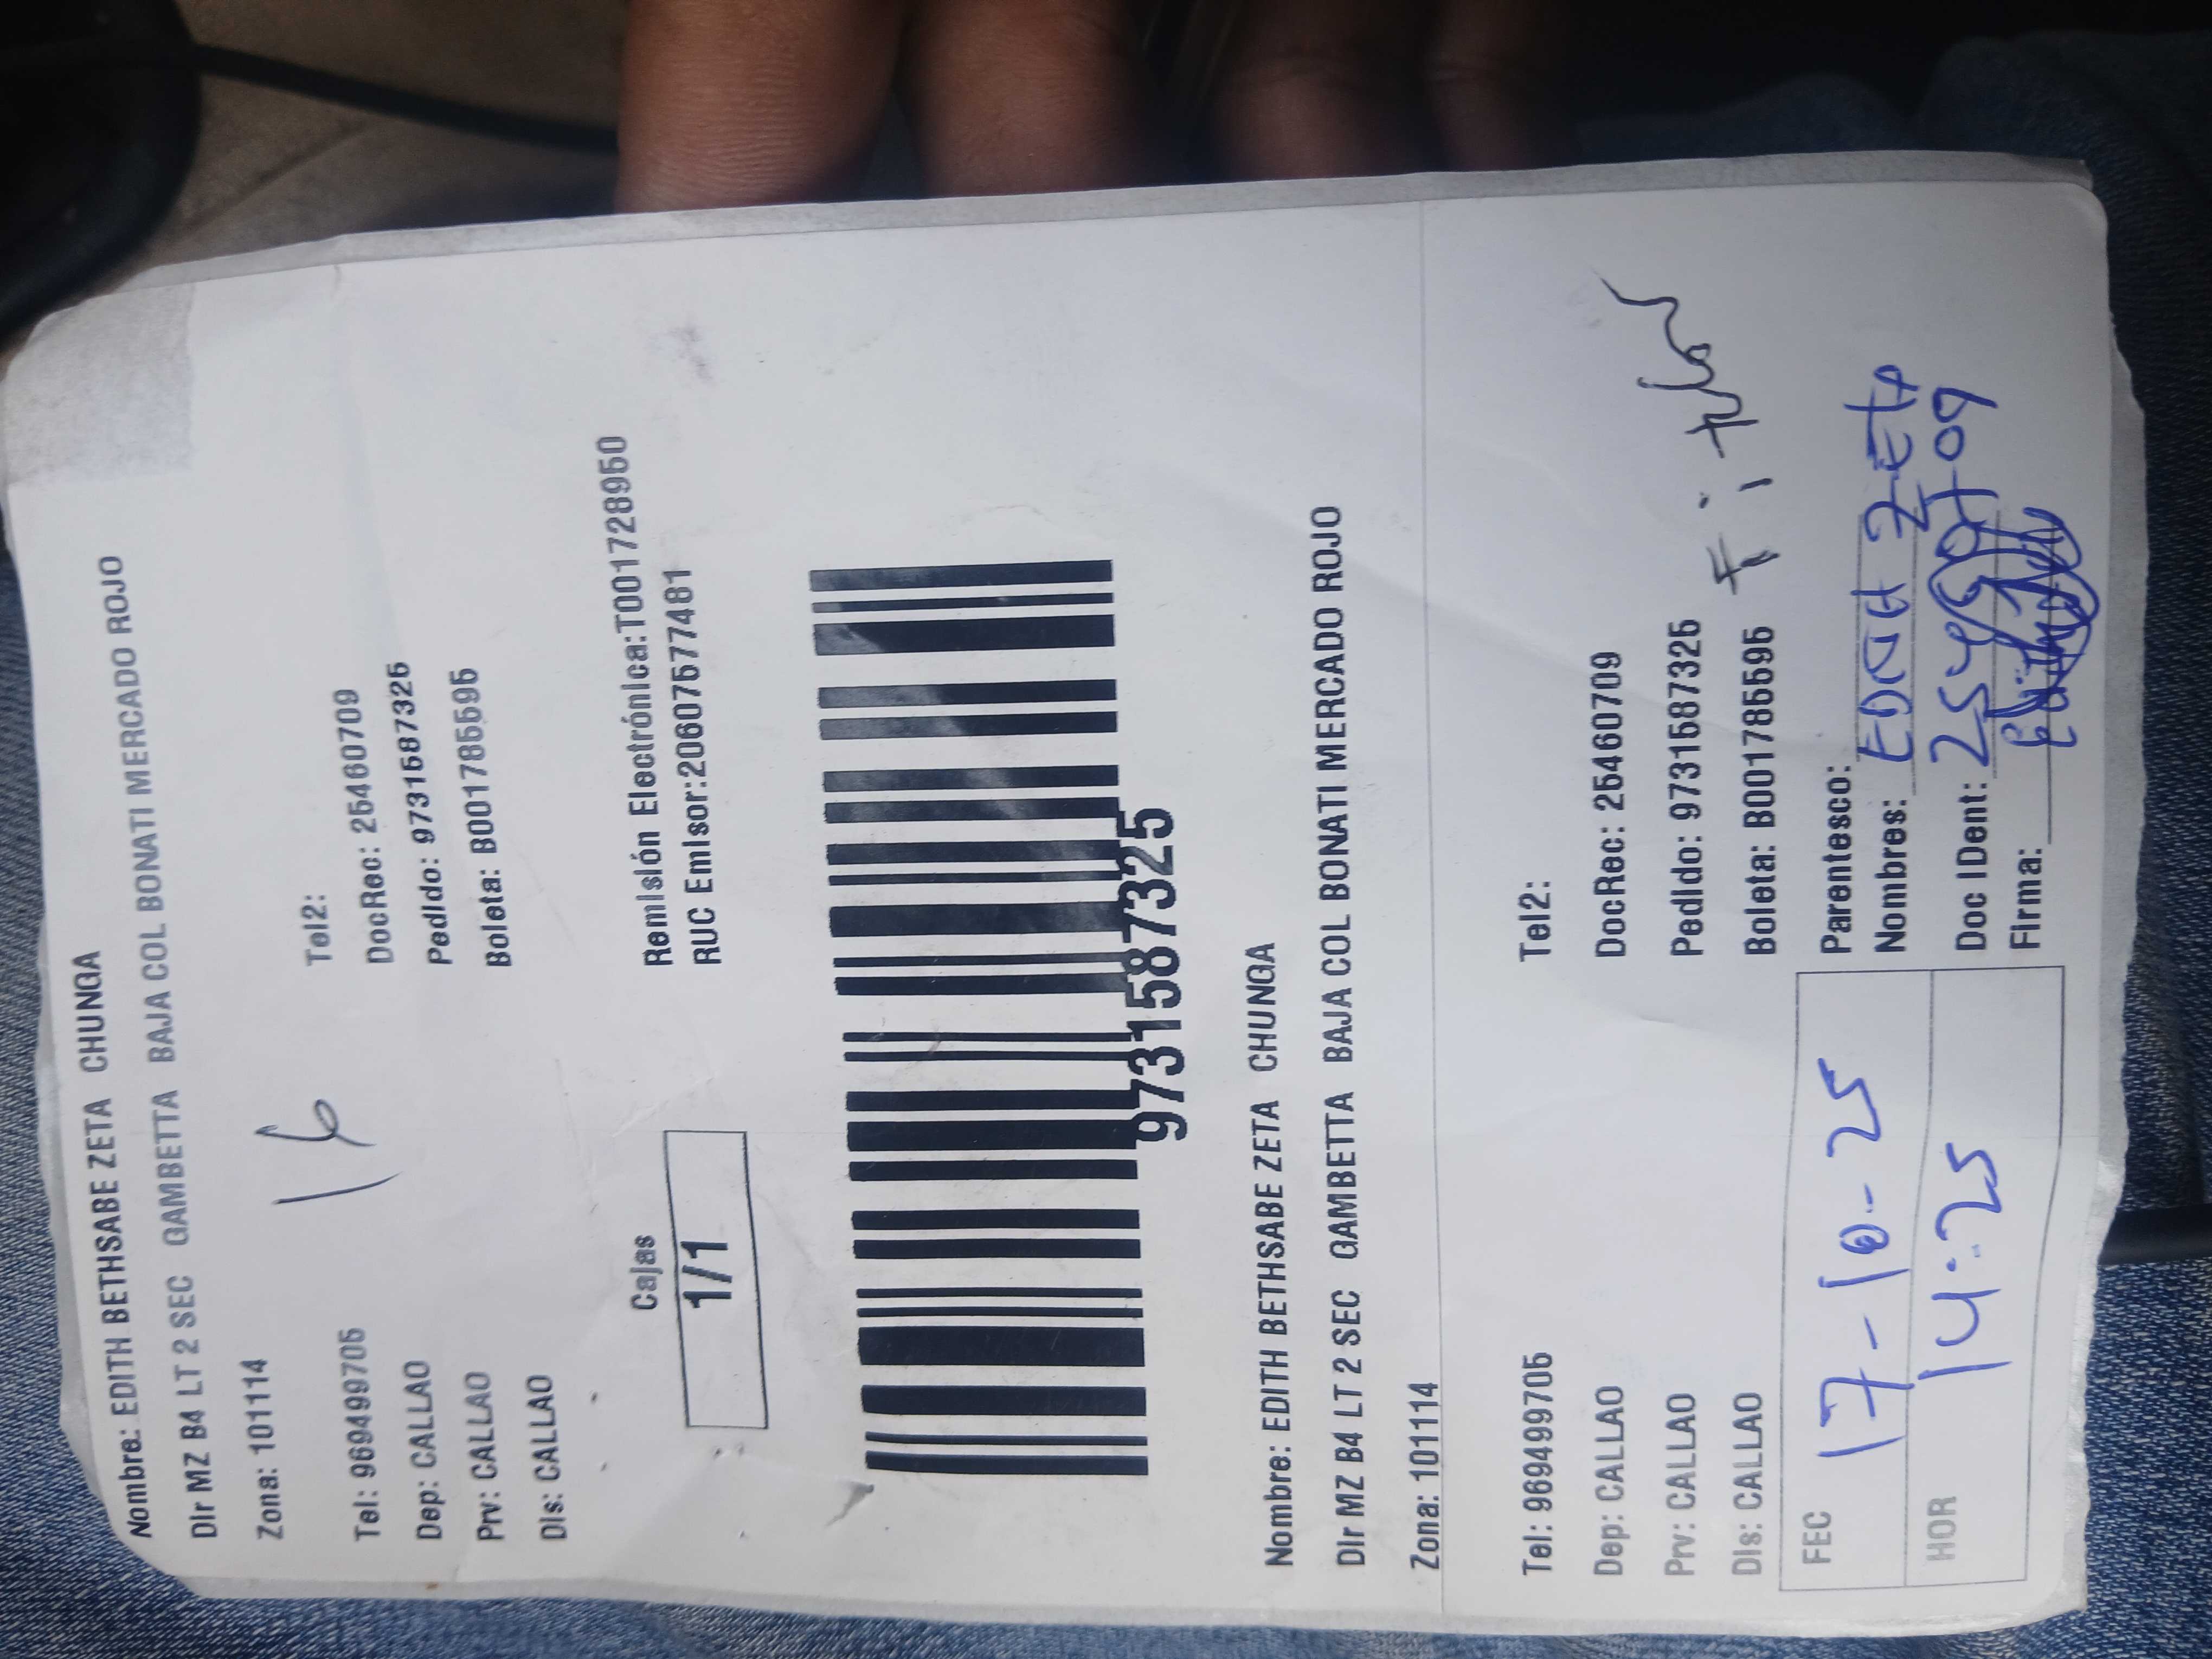 Nombre: EDITH BETHSABE ZETA CHUNGA
DIr MZ B4 LT 2 SEC GAMBETTA BAJA COL BONATI MERCADO ROJO
Zona: 101114
16
Tel: 969499705 Tel2:
Dep: CALLAO DocRec: 25460709
Prv: CALLAO PedIdo: 973158 7325
DIs: CALLAO Boleta: B001785595
Cajas Remisión Electrónica:T001728950
1/1 RUC Emisor:20607577481
9731587325
Nombre: EDITH BETHSABE ZETA CHUNGA
DIr MZ B4 LT 2 SEC GAMBETTA BAJA COL BONATI MERCADO ROJO
Zona: 101114
Tel: 969499705 Tel2:
Dep: CALLAO DocRec: 25460709
Prv: CALLAO PedIdo: 9731587325
DIs: CALLAO Boleta: B001785595
FEC 17-10-25 Parentesco:
Nombres: Zeta
HOR 14:25 Doc IDent:
Firma: